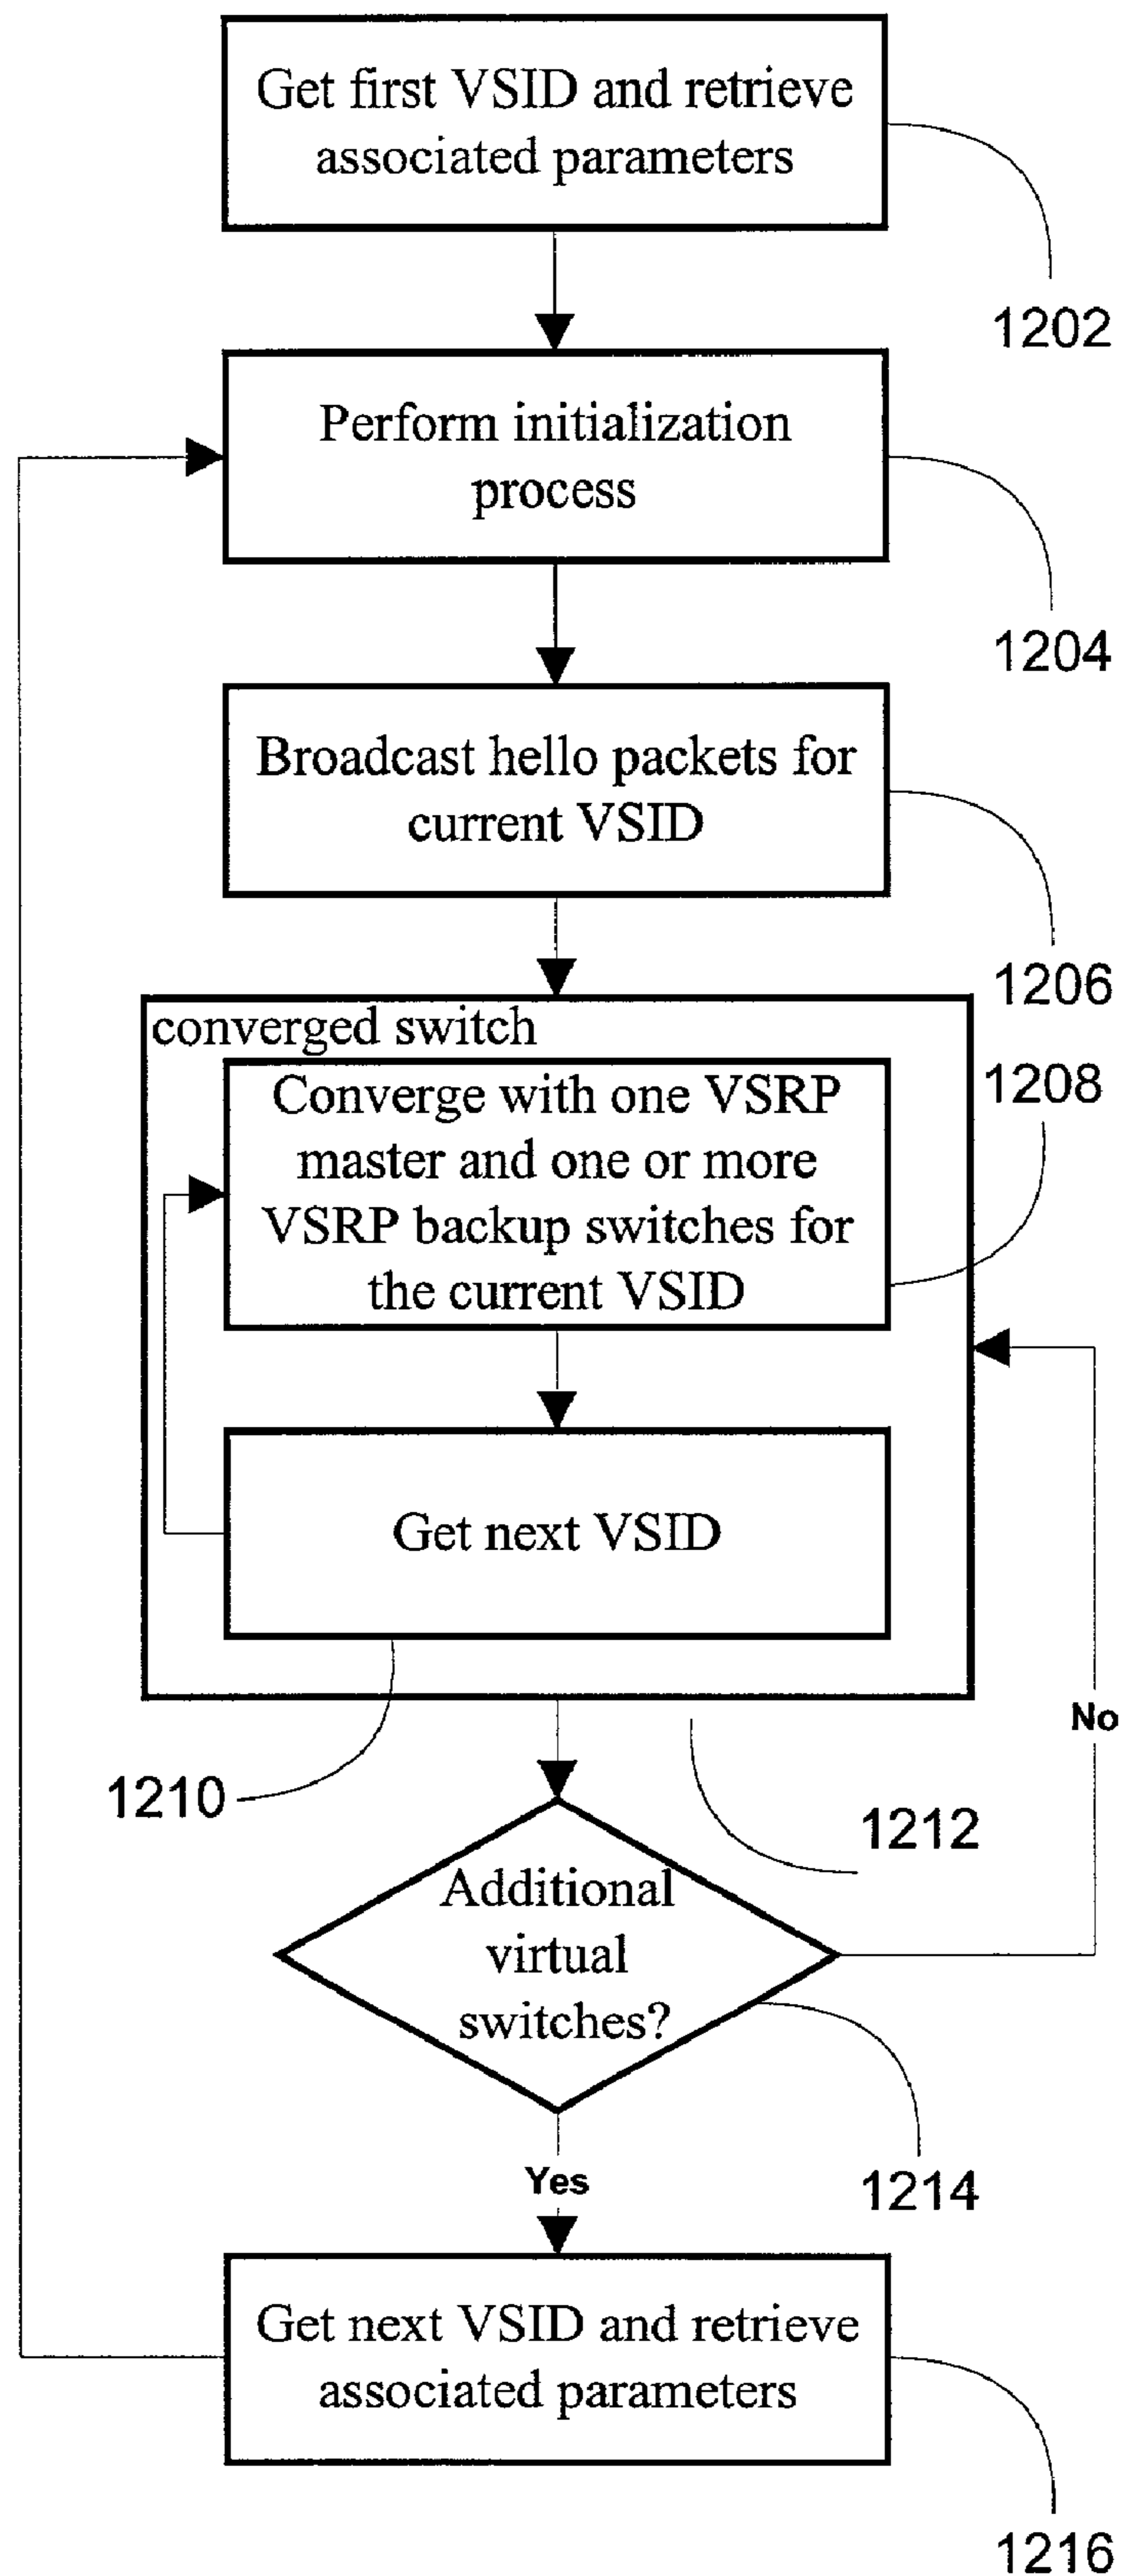 Get first VSID and retrieve
associated parameters
1202
Perform initialization
process
1204
Broadcast hello packets for
current VSID
1206
converged switch
Converge with one VSRP
master and one or more
VSRP backup switches for
the current VSID
1208
Get next VSID
1210
No
1212
Additional
virtual
switches?
1214
Yes
Get next VSID and retrieve
associated parameters
1216